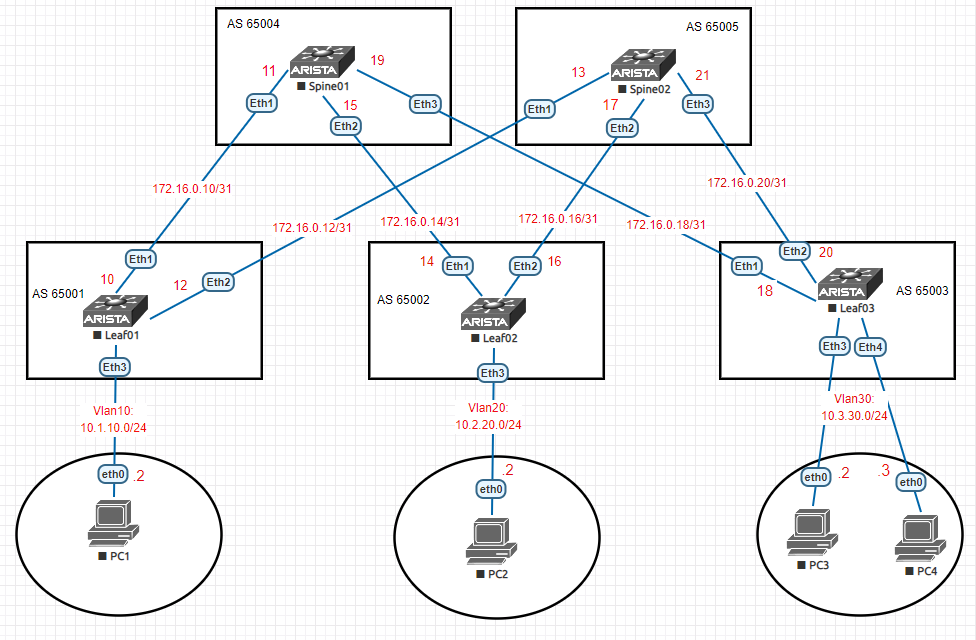 AS 65004
AS 65005
11
19
13
21
ARISTA
ARISTA
Spine01
Spine02
Eth1
15
Eth3
Eth1
17
Eth3
Eth2
Eth2
172.16.0.10/31
172.16.0.12/31
172.16.0.14/31
172.16.0.16/31
172.16.0.18/31
172.16.0.20/31
Eth1
10
12
Eth2
AS 65001
ARISTA
Leaf01
Eth3
14
Eth1
Eth2
16
AS 65002
ARISTA
Leaf02
Eth3
Eth1
Eth2
20
18
AS 65003
ARISTA
Leaf03
Eth3
Eth4
Vlan10:
10.1.10.0/24
Vlan20:
10.2.20.0/24
Vlan30:
10.3.30.0/24
eth0
.2
PC1
.2
eth0
PC2
eth0
.2
.3
eth0
PC3
PC4